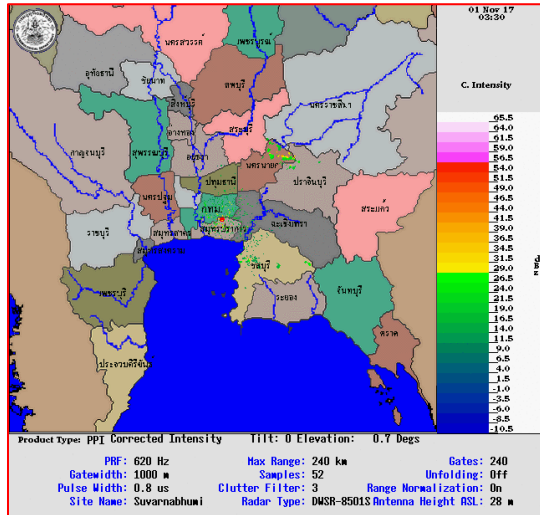 01 Nov 17
03:30
C. Intensity
65.5
64.0
61.5
59.0
56.5
54.0
51.5
49.0
46.5
44.0
41.5
39.0
36.5
34.0
31.5
29.0
26.5
24.0
21.5
19.0
16.5
14.0
11.5
9.0
6.5
4.0
1.5
-1.0
-3.5
-6.0
-8.5
-10.5
นครสวรรค์
เพชรบูรณ์
อุทัยธานี
ชัยนาท
ลพบุรี
สิงห์บุรี
นครราชสีมา
อ่างทอง
สระบุรี
กาญจนบุรี
สุพรรณบุรี
อยุธยา
นครนายก
ปราจีนบุรี
ปทุมธานี
นครปฐม
กทม
สระแก้ว
ราชบุรี
สมุทรสาคร
สมุทรปราการ
ฉะเชิงเทรา
สมุทรสงคราม
เพชรบุรี
ชลบุรี
ระยอง
จันทบุรี
ตราด
ประจวบคีรีขันธ์
Product Type: PPI Corrected Intensity Tilt: 0 Elevation: 0.7 Degs
PRF: 620 Hz Max Range: 240 km Gates: 240
Gatewidth: 1000 m Samples: 52 Unfolding: Off
Pulse Width: 0.8 us Clutter Filter: 3 Range Normalization: On
Site Name: Suvarnabhumi Radar Type: DWSR-8501S Antenna Height ASL: 28 m